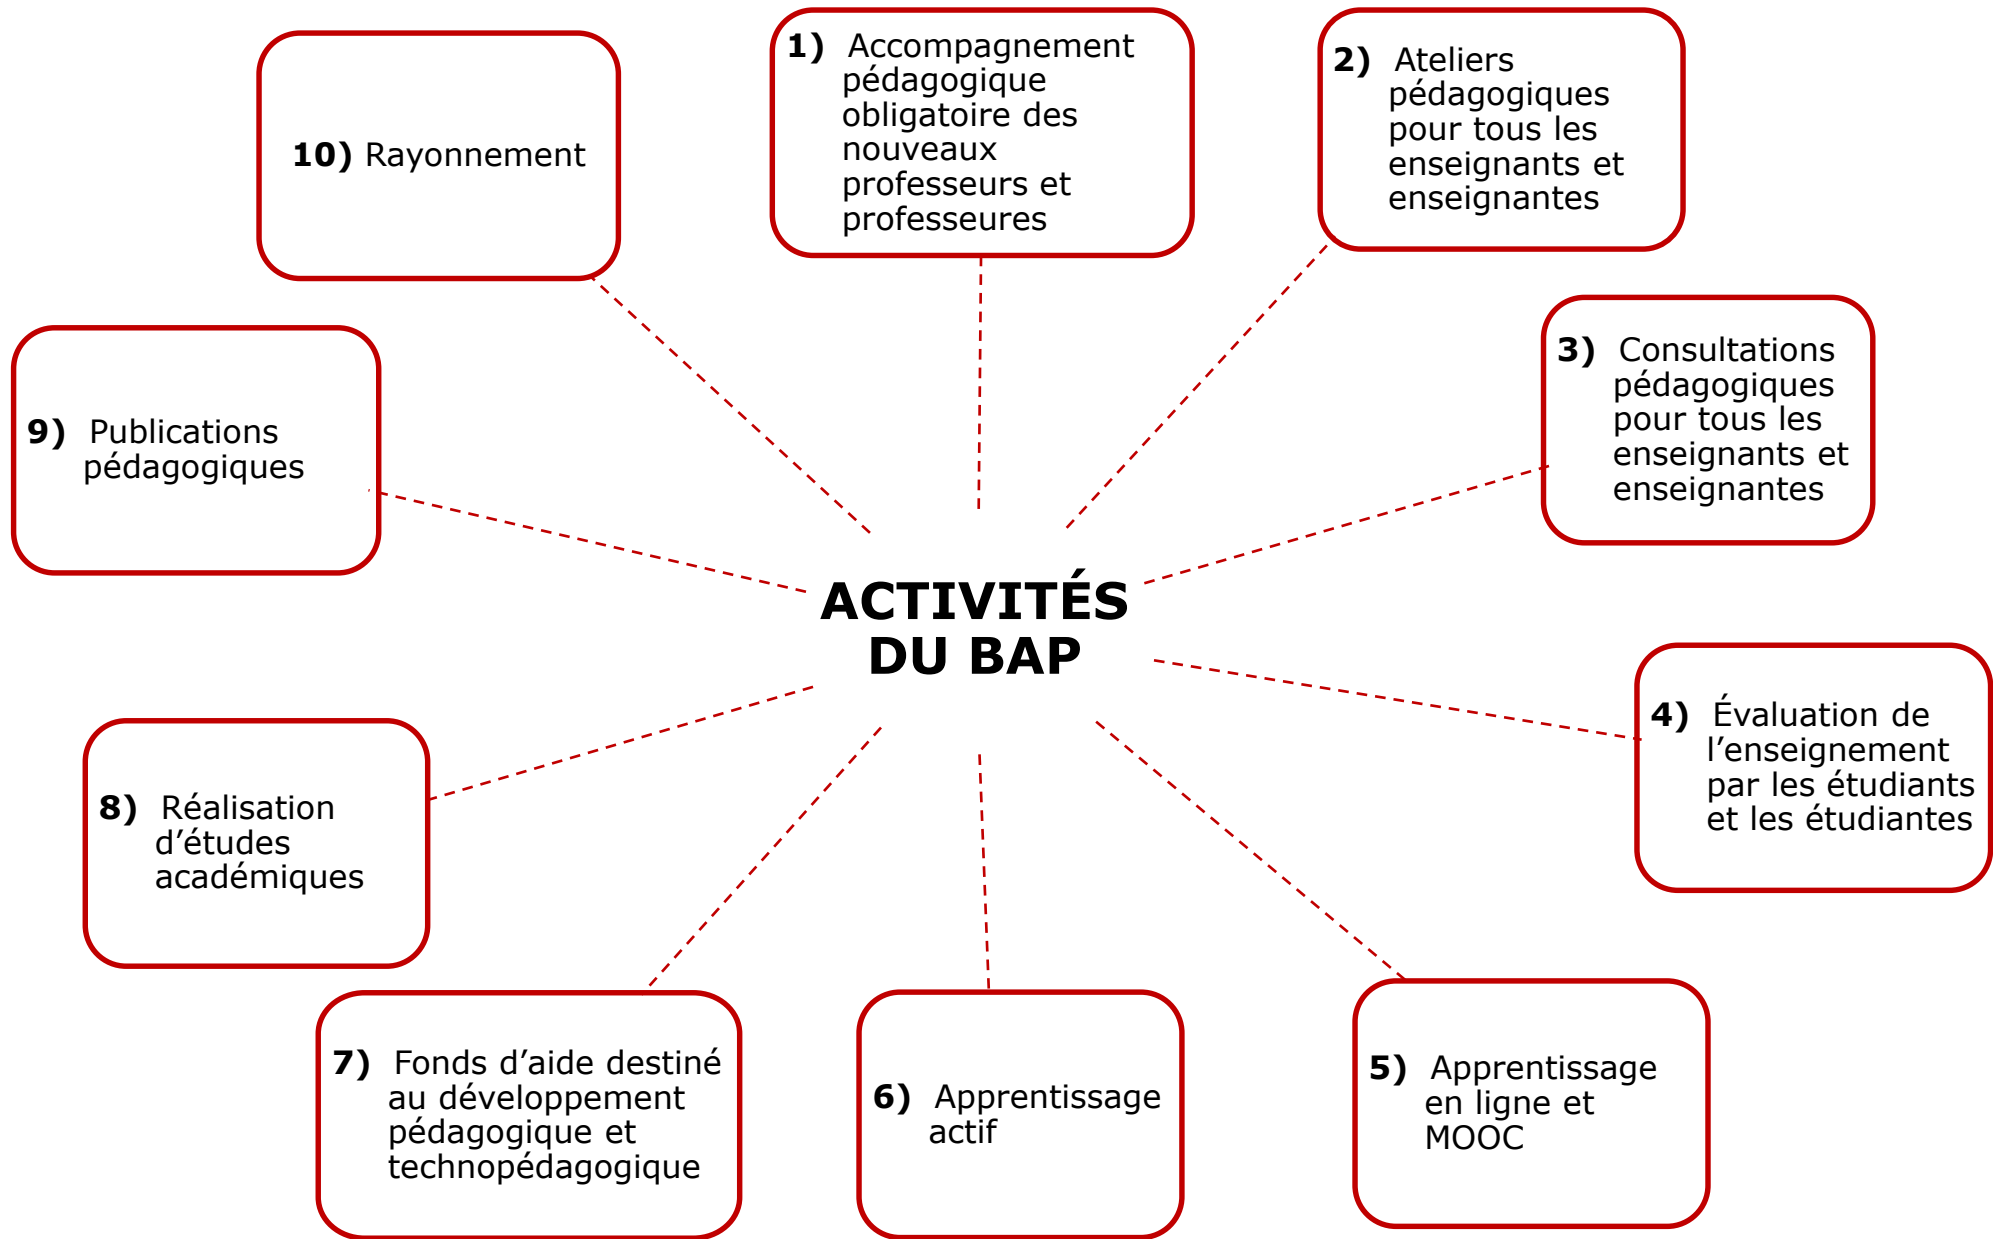 ACTIVITÉS
DU BAP
1) Accompagnement
pédagogique
obligatoire des
nouveaux
professeurs et
professeures
2) Ateliers
pédagogiques
pour tous les
enseignants et
enseignantes
3) Consultations
pédagogiques
pour tous les
enseignants et
enseignantes
4) Évaluation de
l’enseignement
par les étudiants
et les étudiantes
5) Apprentissage
en ligne et
MOOC
6) Apprentissage
actif
7) Fonds d’aide destiné
au développement
pédagogique et
technopédagogique
8) Réalisation
d’études
académiques
9) Publications
pédagogiques
10) Rayonnement